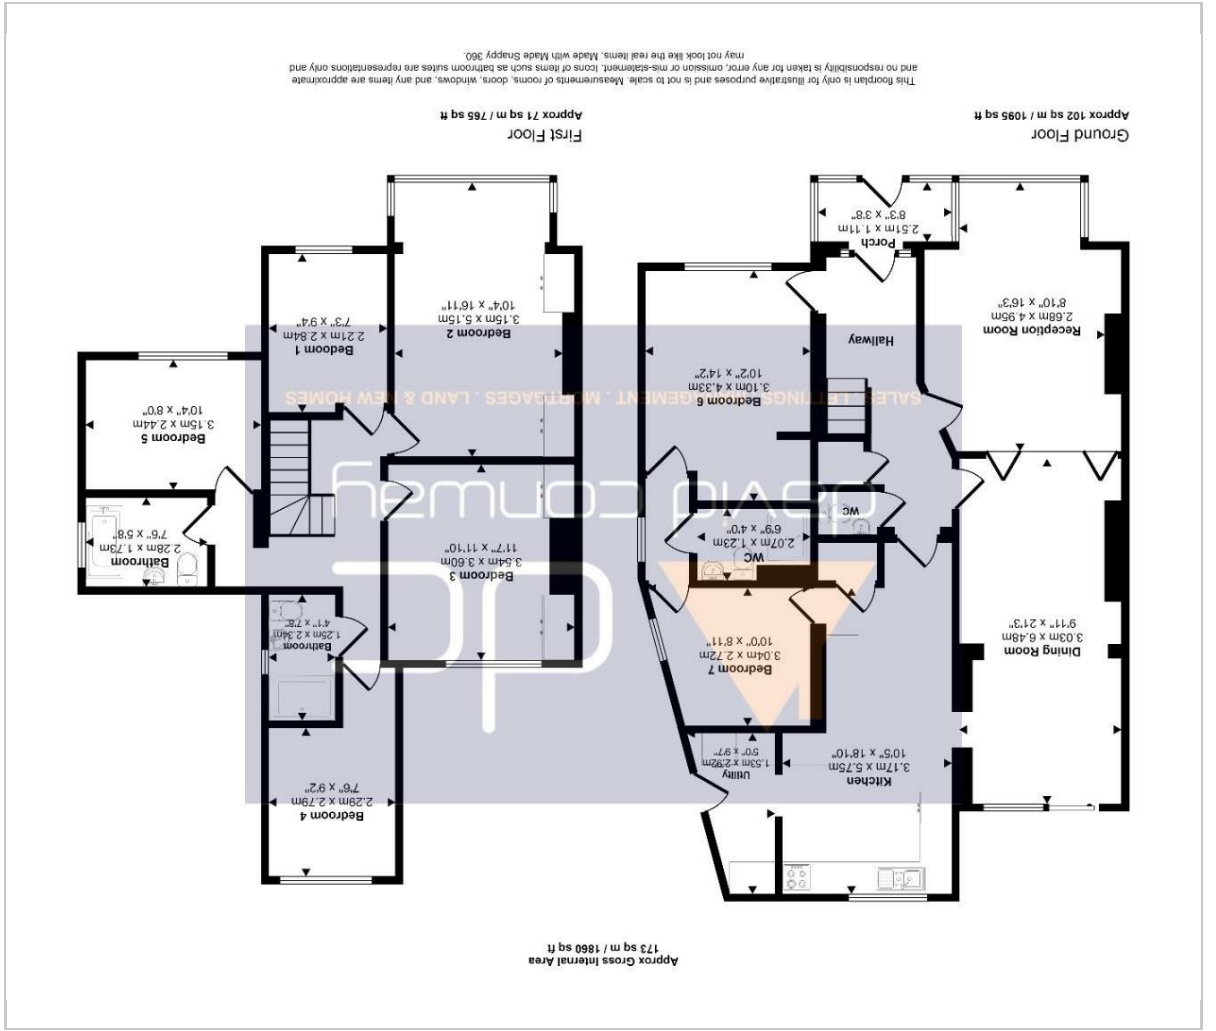 Approx Gross Internal Area
173 sq m / 1860 sq ft
Kitchen
3.17m x 5.75m
10'5" x 18'10"
Utility
1.53m x 2.92m
5'0" x 9'7"
Dining Room
3.03m x 6.48m
9'11" x 21'3"
Bedroom 7
3.04m x 2.72m
10'0" x 8'11"
WC
2.07m x 1.23m
6'9" x 4'0"
WC
Bedroom 6
3.10m x 4.33m
10'2" x 14'2"
Hallway
Reception Room
2.68m x 4.95m
8'10" x 16'3"
Porch
2.51m x 1.11m
8'3" x 3'8"
Ground Floor
Approx 102 sq m / 1095 sq ft
Bedroom 4
2.29m x 2.79m
7'6" x 9'2"
Bathroom
1.25m x 2.34m
4'1" x 7'8"
Bedroom 3
3.54m x 3.60m
11'7" x 11'10"
Bathroom
2.28m x 1.73m
7'6" x 5'8"
Bedroom 5
3.15m x 2.44m
10'4" x 8'0"
Bedoom 1
2.21m x 2.84m
7'3" x 9'4"
Bedroom 2
3.15m x 5.15m
10'4" x 16'11"
First Floor
Approx 71 sq m / 765 sq ft
dc
david conway
SALES . LETTINGS . MANAGEMENT . MORTGAGES . LAND & NEW HOMES
This floorplan is only for illustrative purposes and is not to scale. Measurements of rooms, doors, windows, and any items are approximate
and no responsibility is taken for any error, omission or mis-statement. Icons of items such as bathroom suites are representations only and
may not look like the real items. Made with Made Snappy 360.